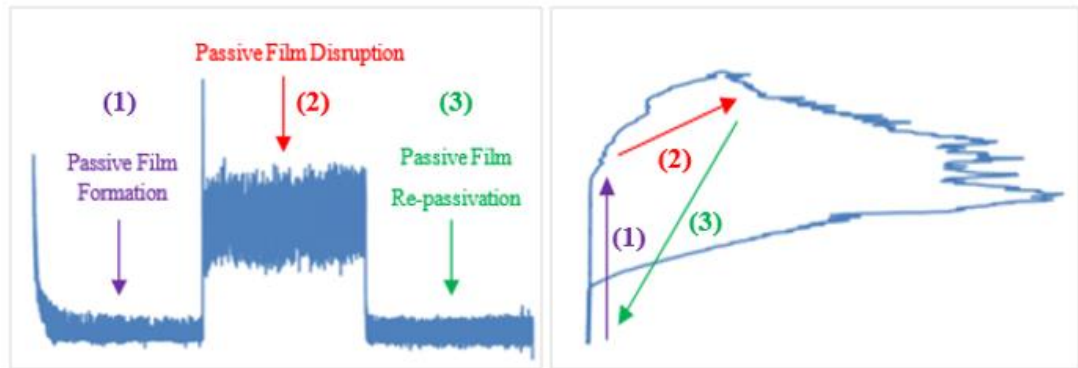 Passive Film Disruption
(1)
(2)
(3)
Passive Film
Formation
Passive Film
Re-passivation
(2)
(3)
(1)